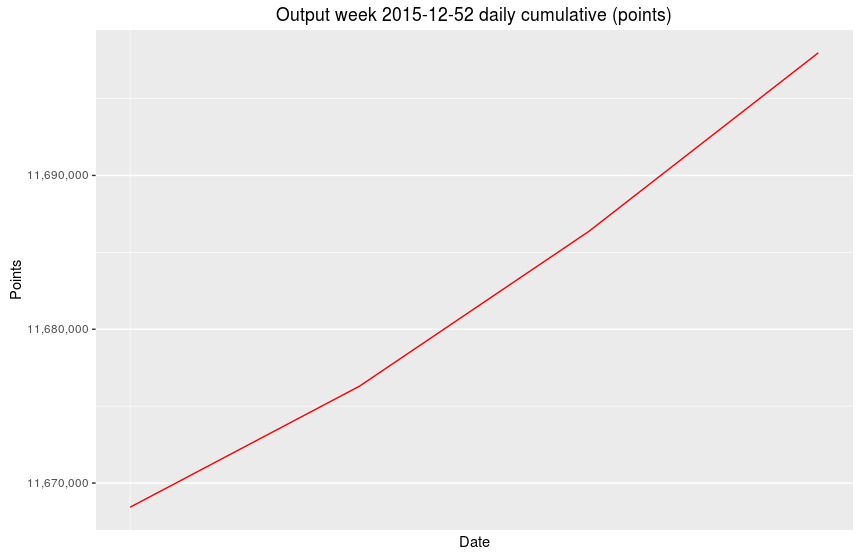 Output week 2015-12-52 daily cumulative (points)
11,690,000
11,680,000
11,670,000
Points
Date